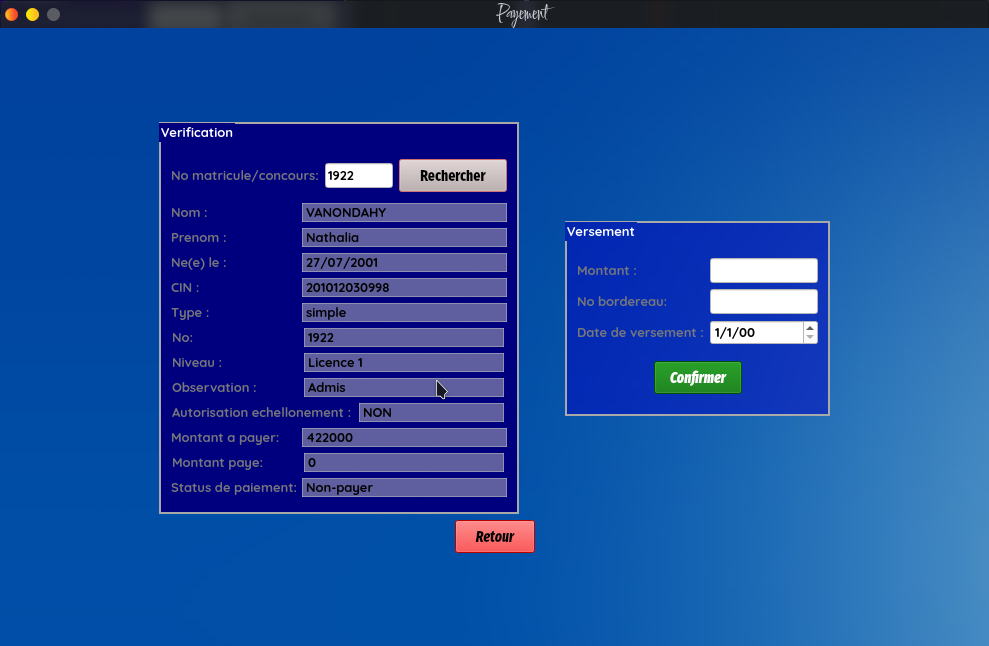 Payement
Verification
No matricule/concours: 1922 Rechercher
Nom : VANONDAHY
Prenom : Nathalia
Ne(e) le : 27/07/2001
CIN : 201012030998
Type : simple
No: 1922
Niveau : Licence 1
Observation : Admis
Autorisation echellonement : NON
Montant a payer: 422000
Montant paye: 0
Status de paiement: Non-payer
Retour
Versement
Montant :
No bordereau:
Date de versement : 1/1/00
Confirmer